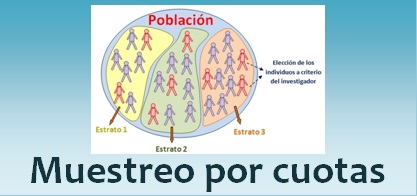 Población
Elección de los
individuos a criterio
del investigador
Estrato 1
Estrato 2
Estrato 3
Muestreo por cuotas